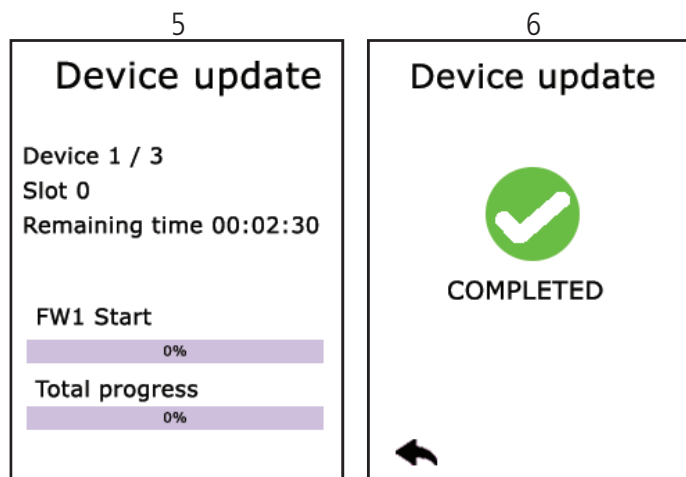 5
Device update
Device 1 / 3
Slot 0
Remaining time 00:02:30
FW1 Start
0%
Total progress
0%
6
Device update
COMPLETED